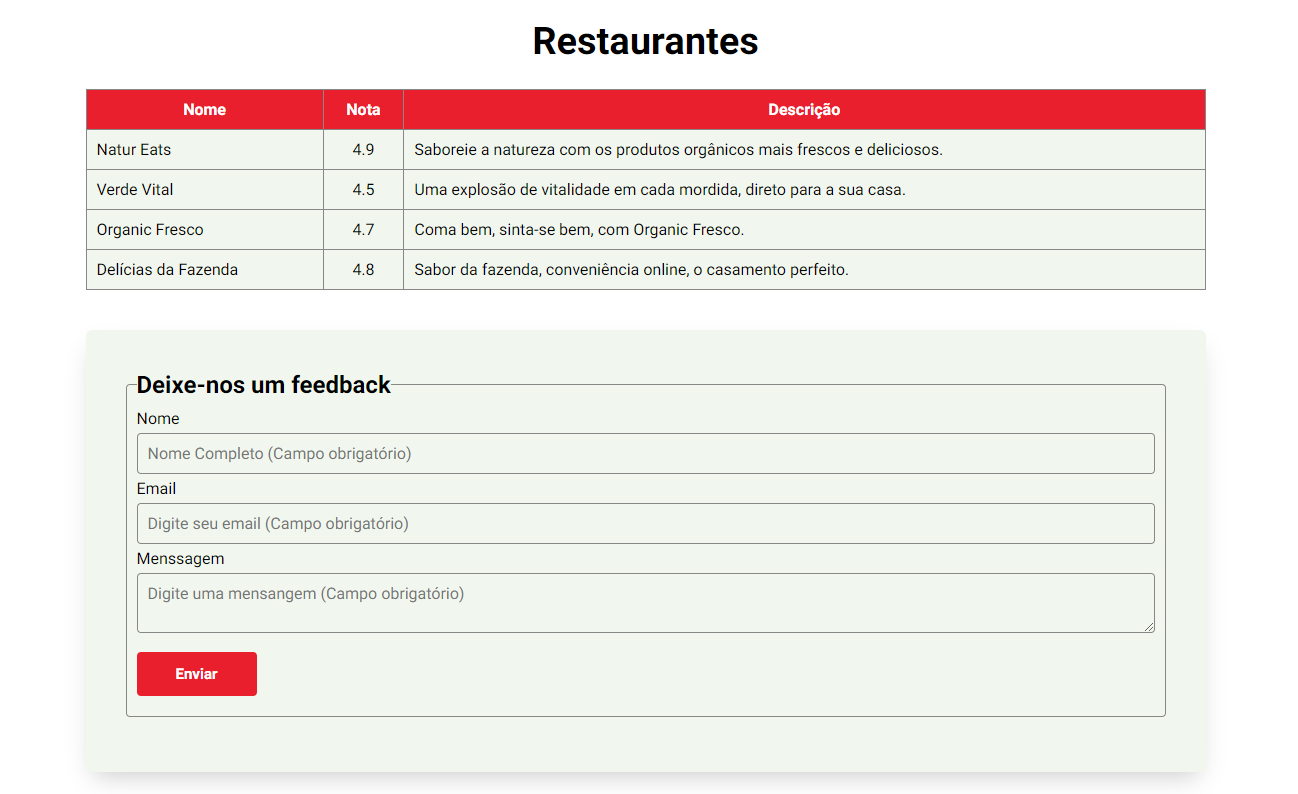 Restaurantes
Nome Nota Descrição
Natur Eats 4.9 Saboreie a natureza com os produtos orgânicos mais frescos e deliciosos.
Verde Vital 4.5 Uma explosão de vitalidade em cada mordida, direto para a sua casa.
Organic Fresco 4.7 Coma bem, sinta-se bem, com Organic Fresco.
Delícias da Fazenda 4.8 Sabor da fazenda, conveniência online, o casamento perfeito.
Deixe-nos um feedback
Nome
Nome Completo (Campo obrigatório)
Email
Digite seu email (Campo obrigatório)
Menssagem
Digite uma mensangem (Campo obrigatório)
Enviar